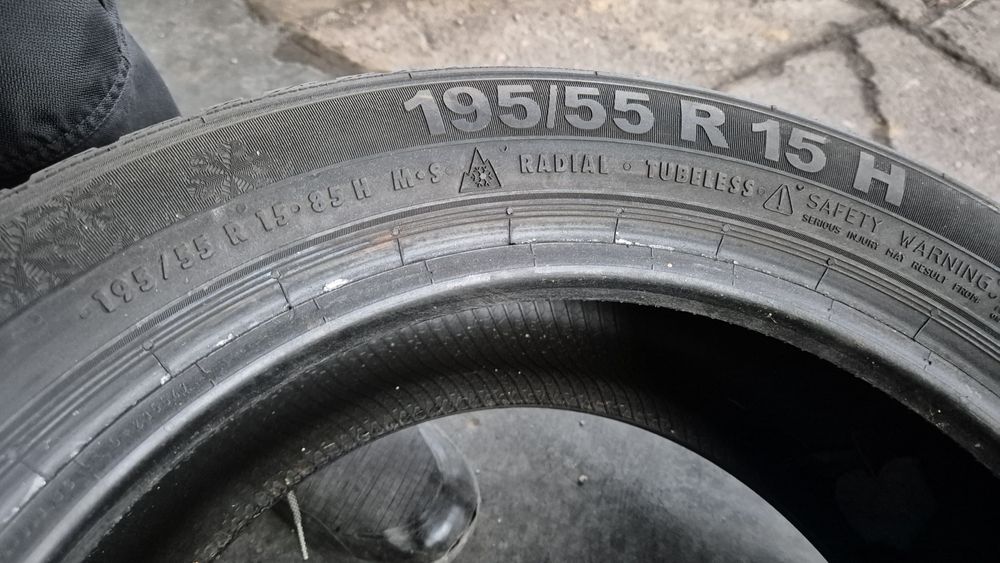 195/55 R 15 H
195/55 R 15 • 85 H M•S RADIAL • TUBELESS • SAFETY WARNING
SERIOUS INJURY MAY RESULT FROM